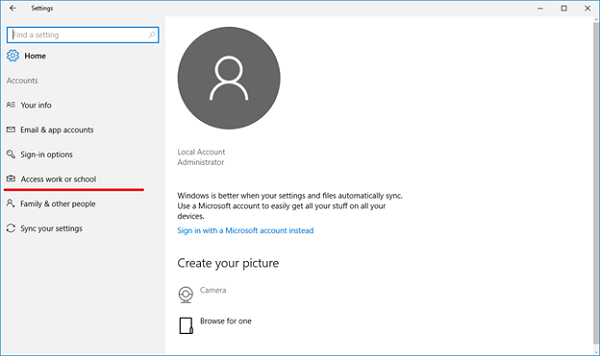 Settings
Find a setting
Home
Accounts
Your info
Email & app accounts
Sign-in options
Access work or school
Family & other people
Sync your settings
Local Account
Administrator
Windows is better when your settings and files automatically sync.
Use a Microsoft account to easily get all your stuff on all your
devices.
Sign in with a Microsoft account instead
Create your picture
Camera
Browse for one